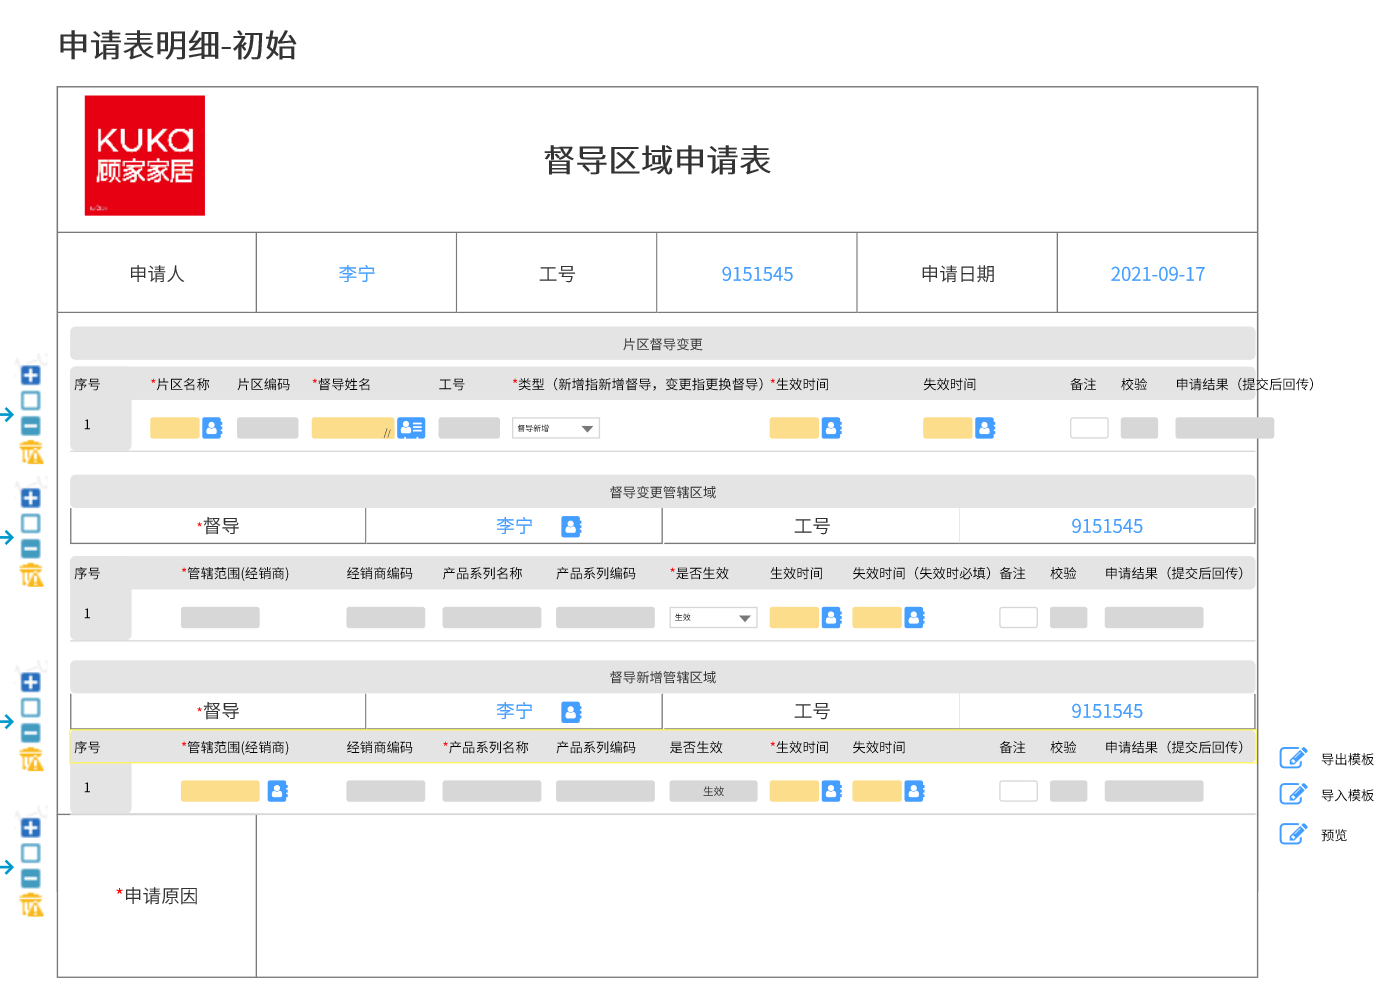 申请表明细-初始
KUKa
顾家家居
督导区域申请表
申请人 李宁 工号 9151545 申请日期 2021-09-17
片区督导变更
序号 *片区名称 片区编码 *督导姓名 工号 *类型（新增指新增督导，变更指更换督导） *生效时间 失效时间 备注 校验 申请结果（提交后回传）
1 // 督导新增
督导变更管辖区域
*督导 李宁 工号 9151545
序号 *管辖范围(经销商) 经销商编码 产品系列名称 产品系列编码 *是否生效 生效时间 失效时间（失效时必填） 备注 校验 申请结果（提交后回传）
1 生效
督导新增管辖区域
*督导 李宁 工号 9151545
序号 *管辖范围(经销商) 经销商编码 *产品系列名称 产品系列编码 是否生效 *生效时间 失效时间 备注 校验 申请结果（提交后回传）
1 生效
导出模板
导入模板
预览
*申请原因